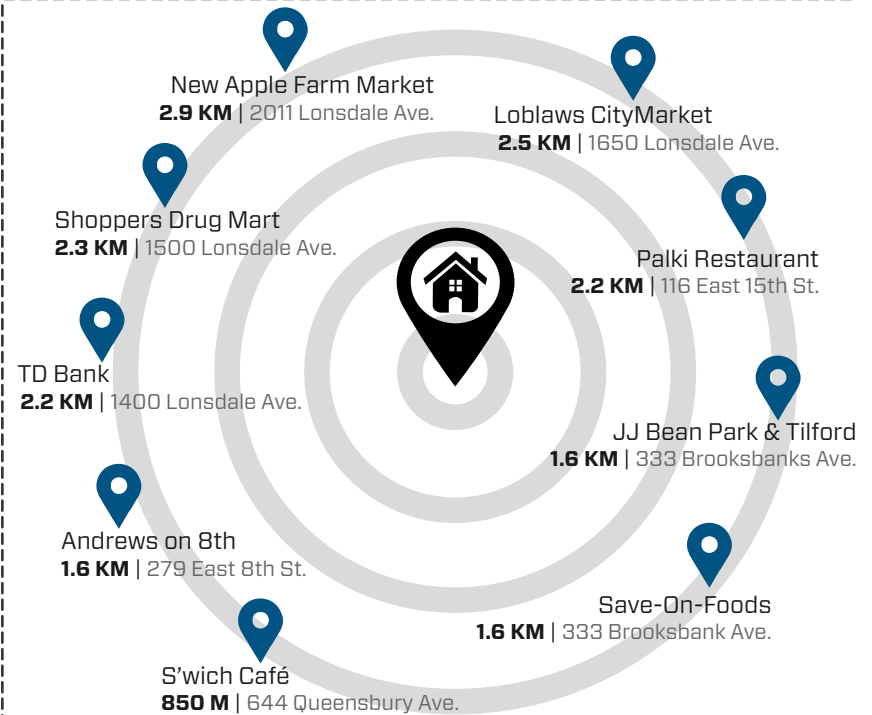 New Apple Farm Market
2.9 KM | 2011 Lonsdale Ave.
Loblaws CityMarket
2.5 KM | 1650 Lonsdale Ave.
Shoppers Drug Mart
2.3 KM | 1500 Lonsdale Ave.
Palki Restaurant
2.2 KM | 116 East 15th St.
TD Bank
2.2 KM | 1400 Lonsdale Ave.
JJ Bean Park & Tilford
1.6 KM | 333 Brooksbanks Ave.
Andrews on 8th
1.6 KM | 279 East 8th St.
Save-On-Foods
1.6 KM | 333 Brooksbank Ave.
S'wich Café
850 M | 644 Queensbury Ave.